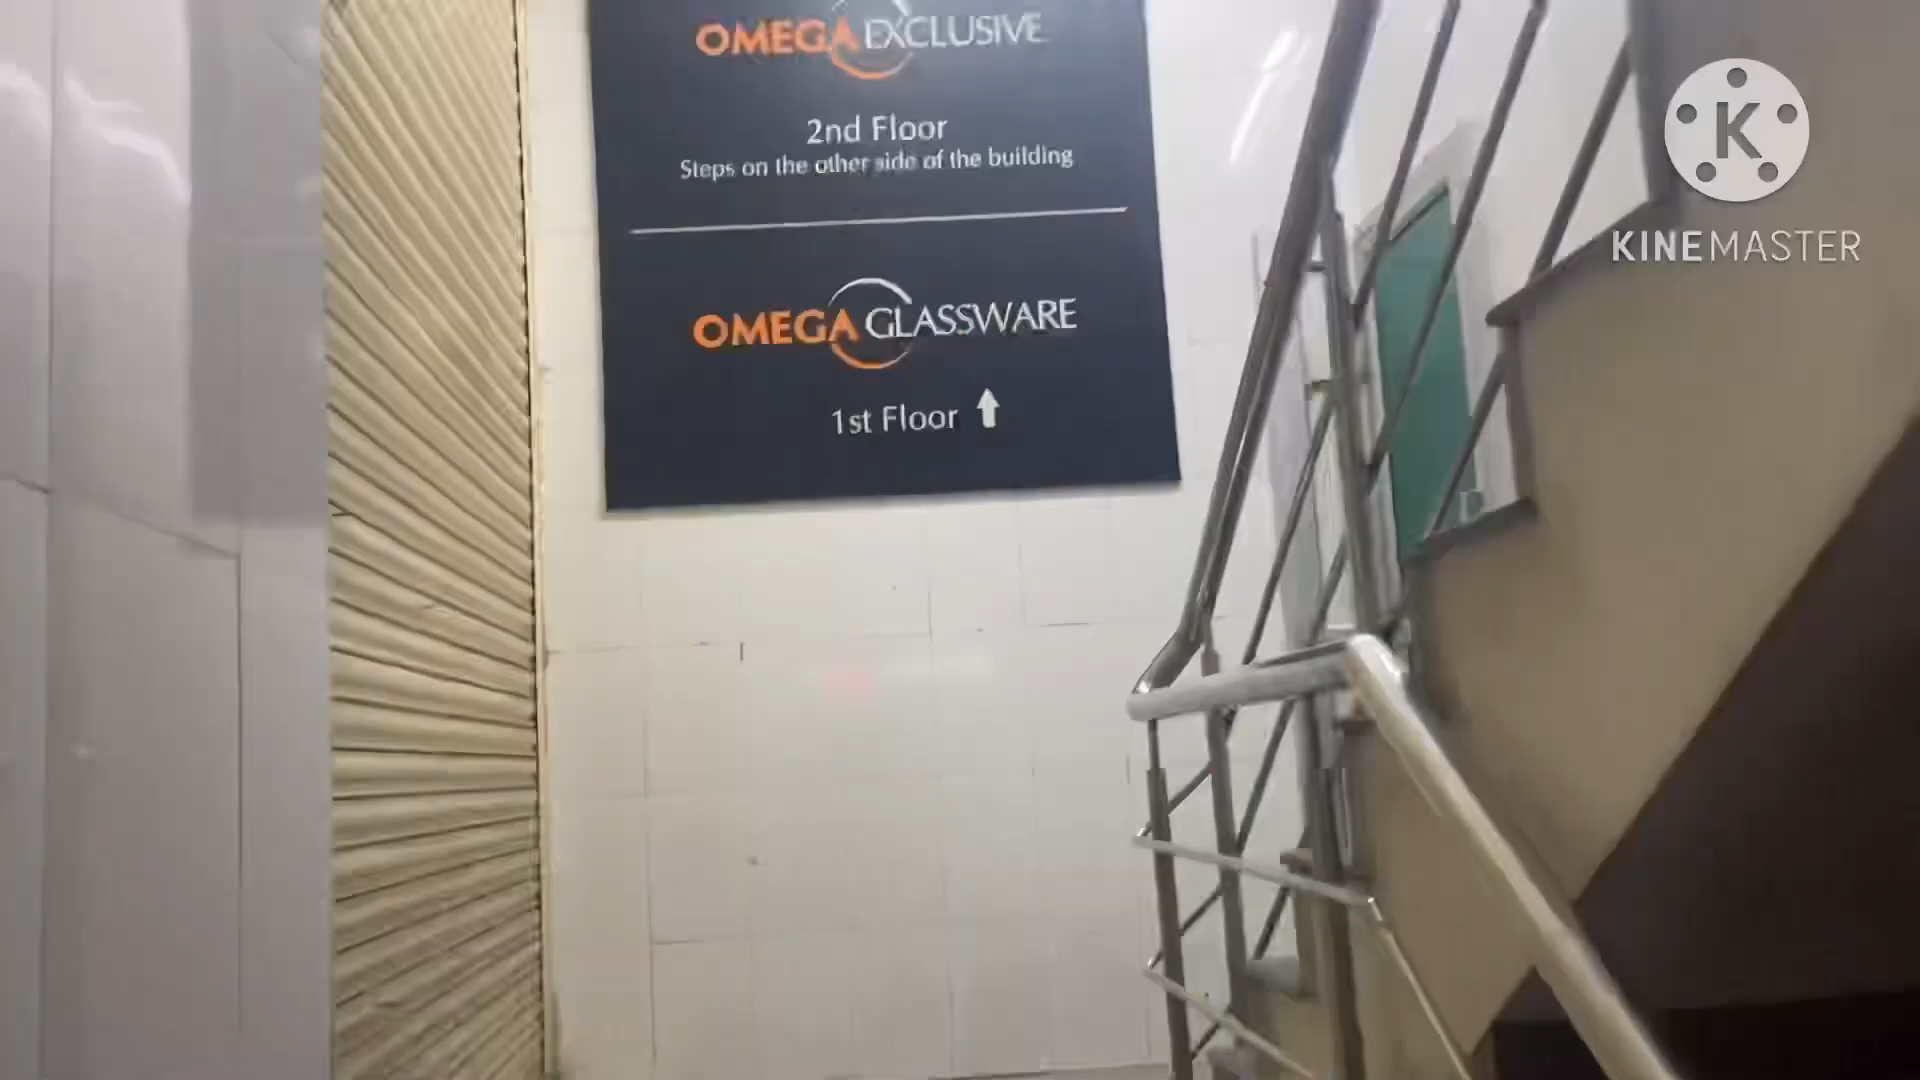 OMEGA EXCLUSIVE
2nd Floor
Steps on the other side of the building
OMEGA GLASSWARE
1st Floor
K
KINEMASTER